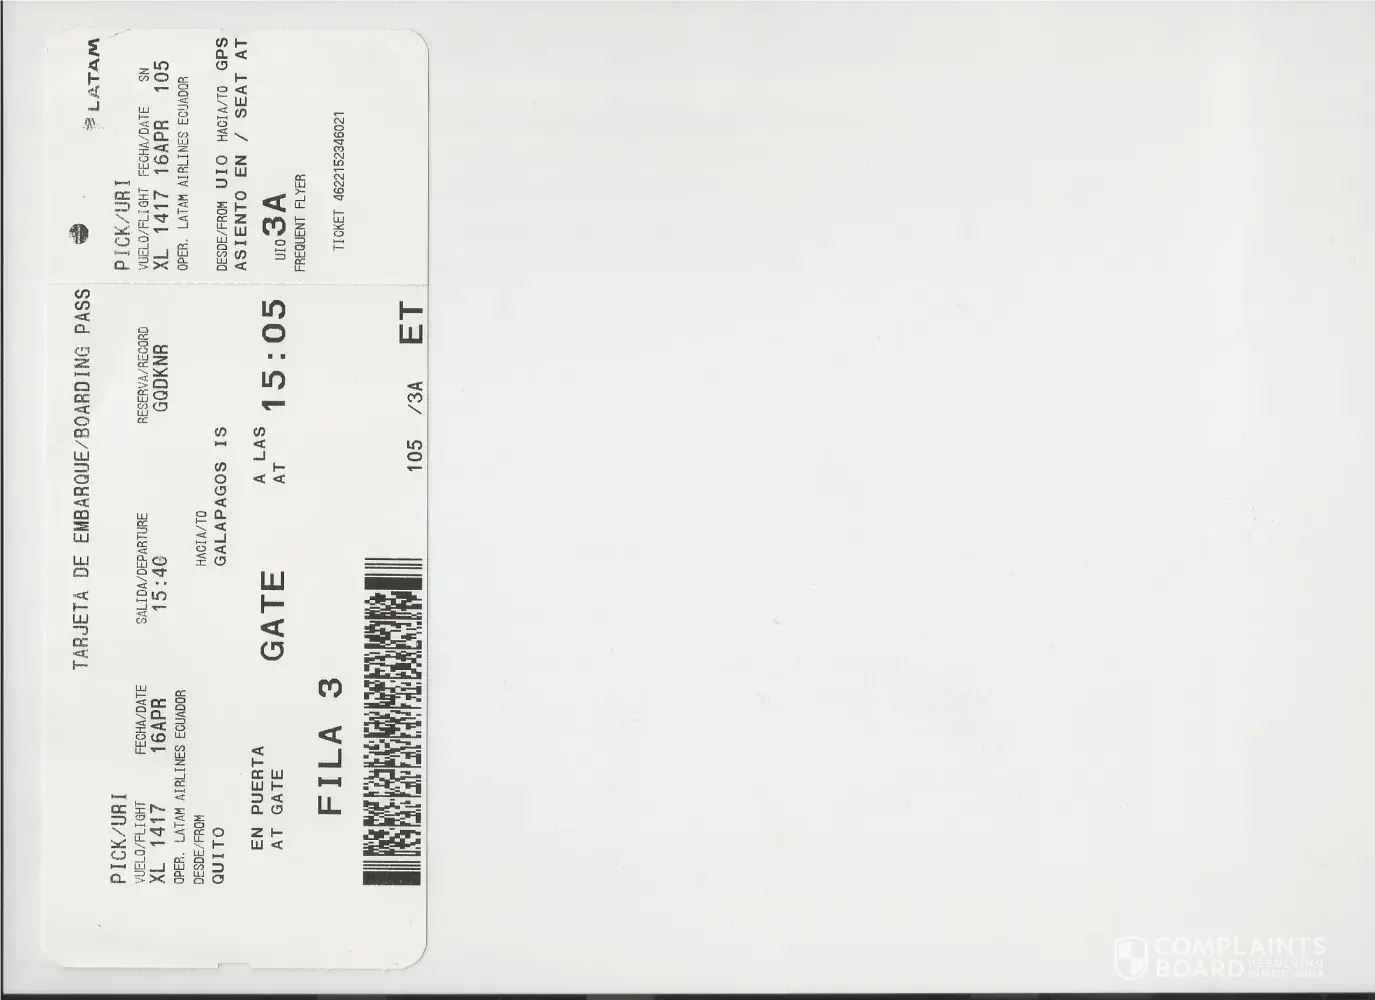 TARJETA DE EMBARQUE/BOARDING PASS
PICK/URI
VUELO/FLIGHT FECHA/DATE SALIDA/DEPARTURE RESERVA/RECORD
XL 1417 16APR 15:40 GQDKNR
OPER. LATAM AIRLINES ECUADOR
DESDE/FROM HACIA/TO
QUITO GALAPAGOS IS
EN PUERTA GATE A LAS 15:05
AT GATE AT
FILA 3
105 /3A ET
LATAM
PICK/URI
VUELO/FLIGHT FECHA/DATE SN
XL 1417 16APR 105
OPER. LATAM AIRLINES ECUADOR
DESDE/FROM UIO HACIA/TO GPS
ASIENTO EN / SEAT AT
UIO 3A
FREQUENT FLYER
TICKET 4622152346021
COMPLAINTS
BOARD RESOLVING
SINCE 2004